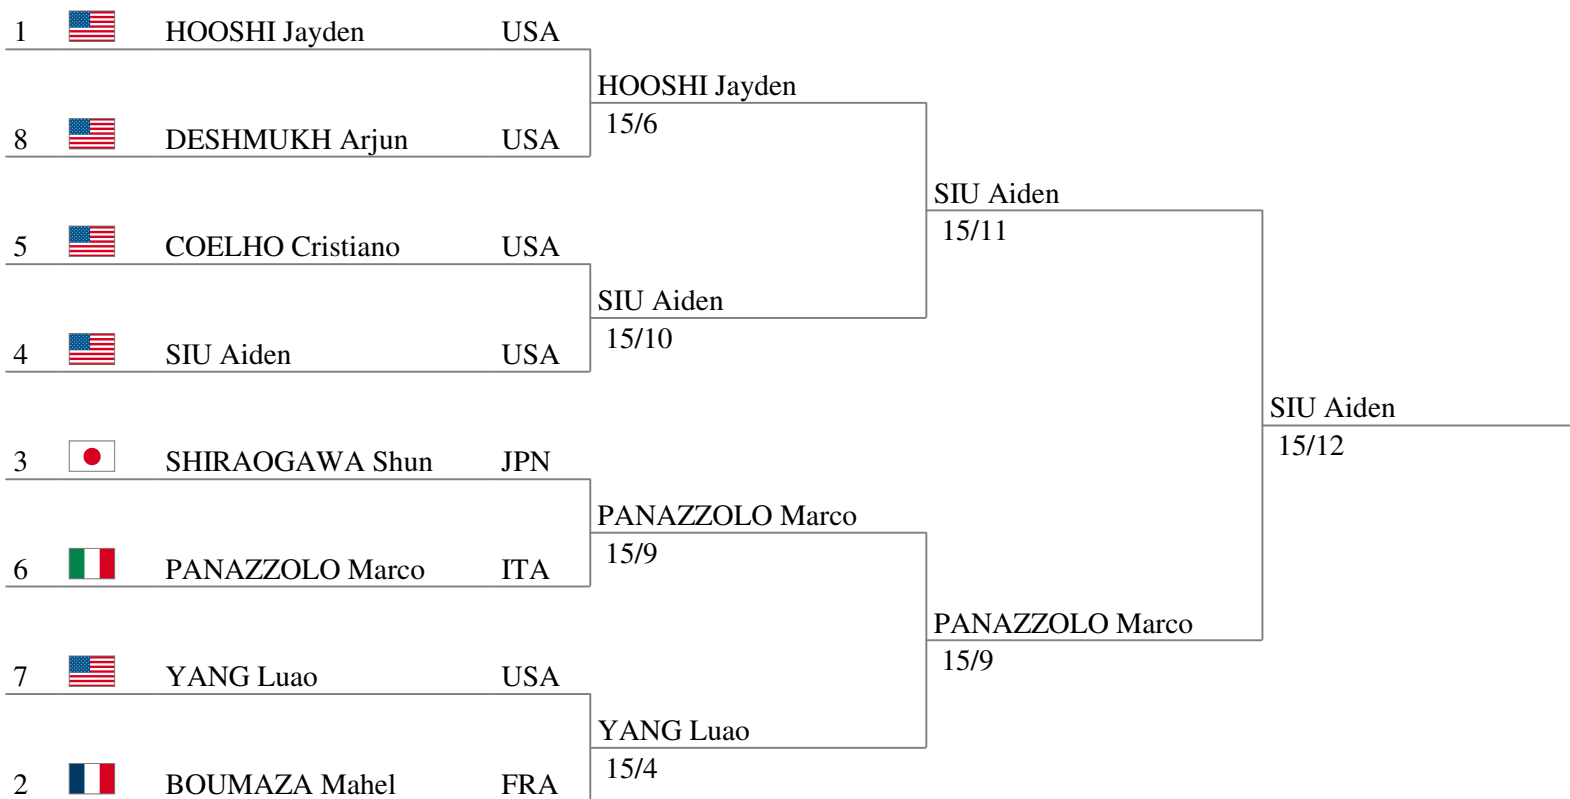 1 HOOSHI Jayden USA
HOOSHI Jayden
15/6
8 DESHMUKH Arjun USA
SIU Aiden
15/11
5 COELHO Cristiano USA
SIU Aiden
15/10
4 SIU Aiden USA
SIU Aiden
15/12
3 SHIRAOGAWA Shun JPN
PANAZZOLO Marco
15/9
6 PANAZZOLO Marco ITA
PANAZZOLO Marco
15/9
7 YANG Luao USA
YANG Luao
15/4
2 BOUMAZA Mahel FRA